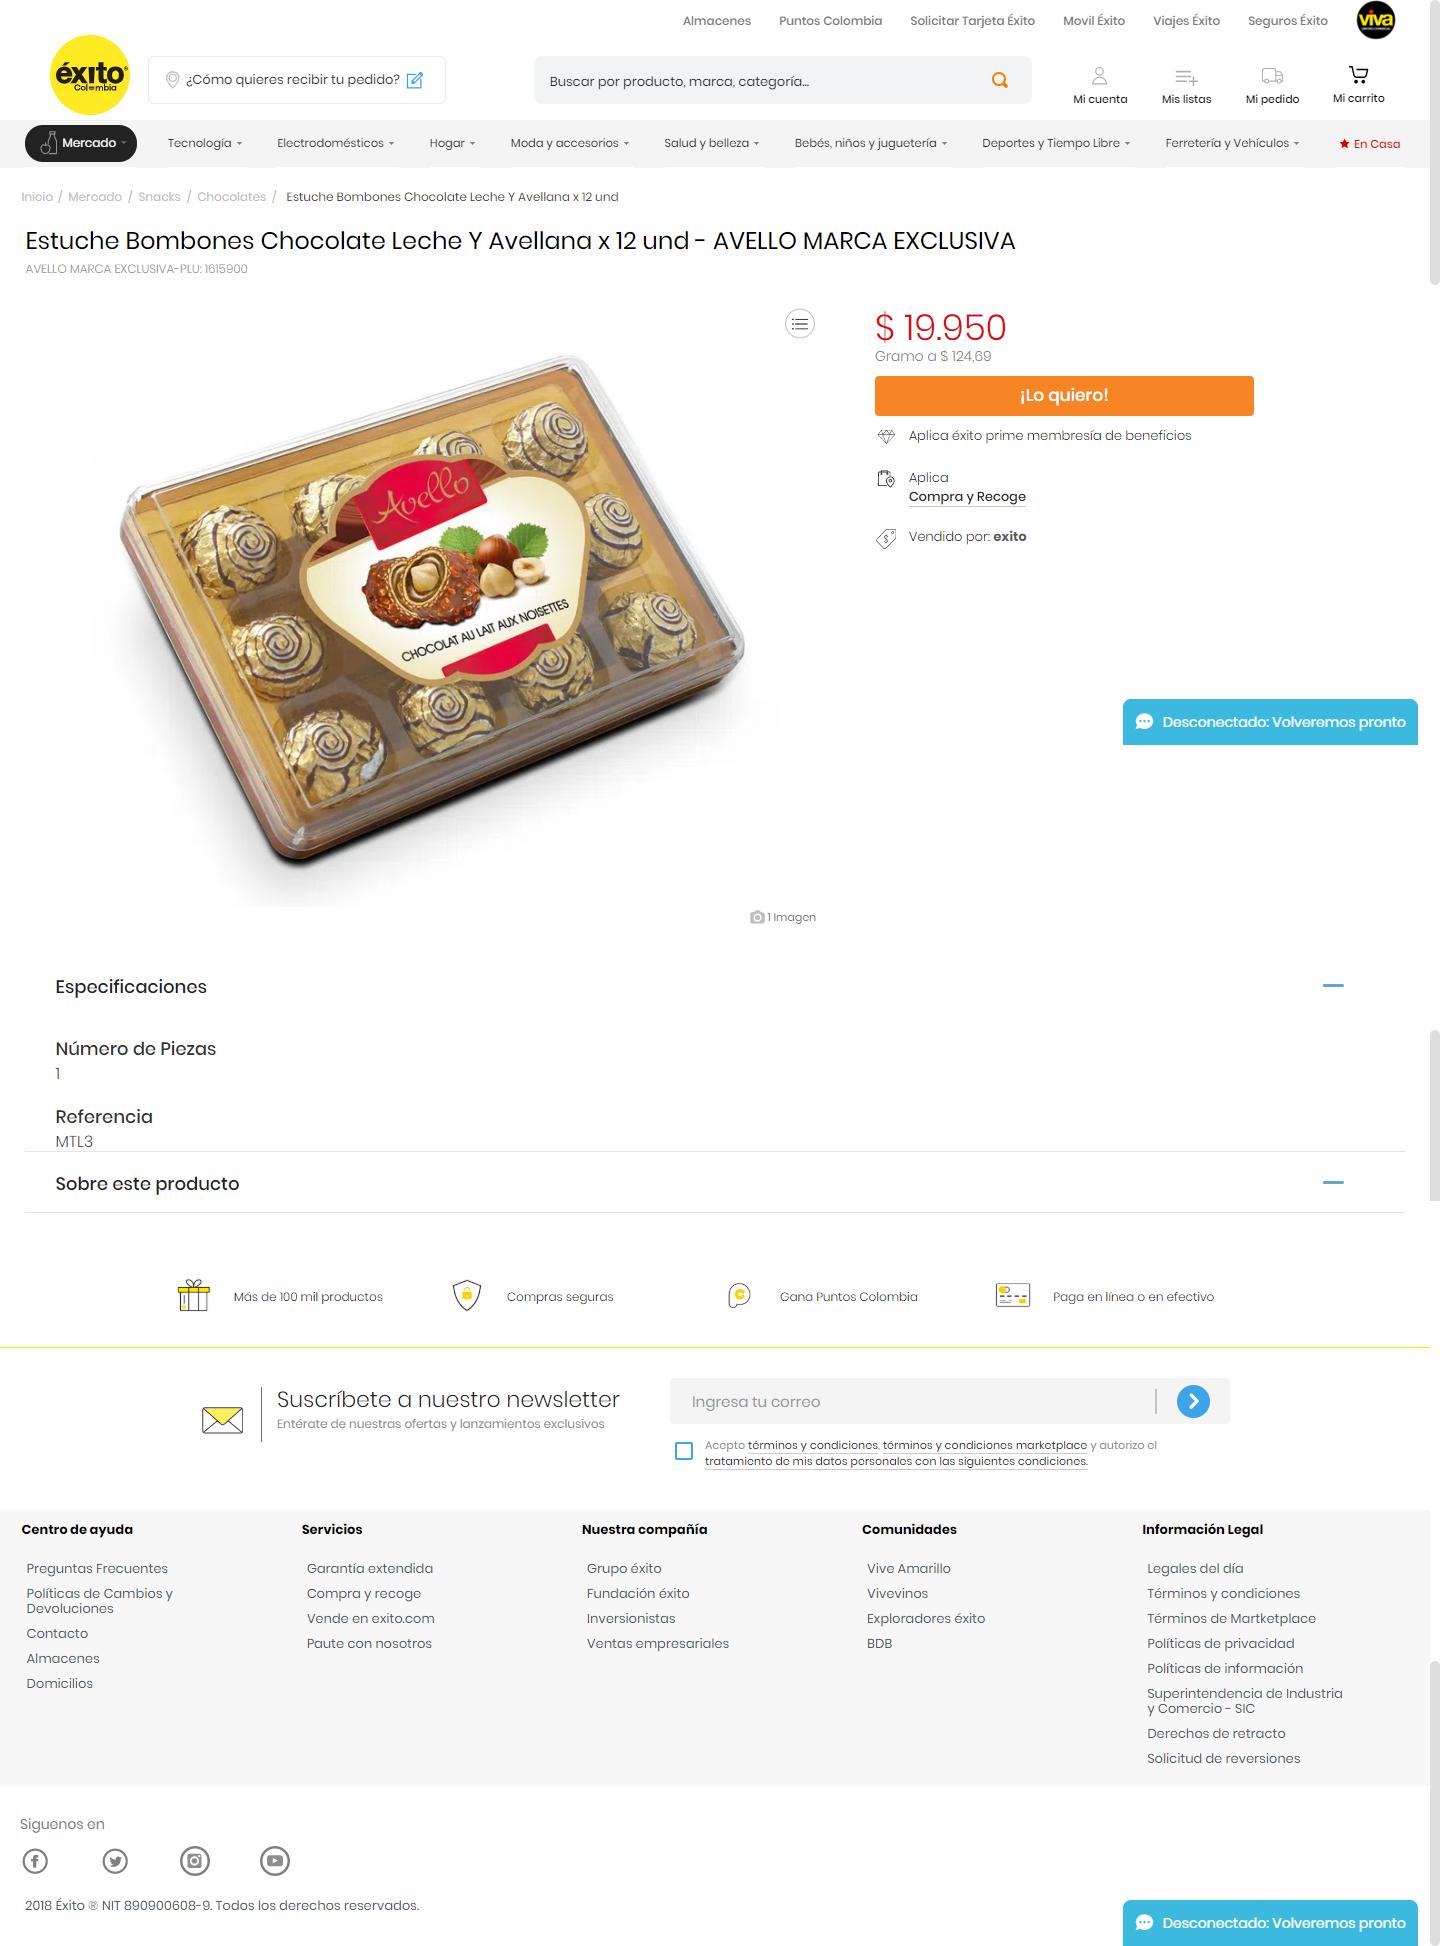 Almacenes
Puntos Colombia
Solicitar Tarjeta Éxito
Movil Éxito
Viajes Éxito
Seguros Éxito
viva
éxito
Colombia
¿Cómo quieres recibir tu pedido?
Buscar por producto, marca, categoría...
Mi cuenta
Mis listas
Mi pedido
Mi carrito
Mercado
Tecnología
Electrodomésticos
Hogar
Moda y accesorios
Salud y belleza
Bebés, niños y juguetería
Deportes y Tiempo Libre
Ferretería y Vehículos
En Casa
Inicio / Mercado / Snacks / Chocolates / Estuche Bombones Chocolate Leche Y Avellana x 12 und
Estuche Bombones Chocolate Leche Y Avellana x 12 und - AVELLO MARCA EXCLUSIVA
AVELLO MARCA EXCLUSIVA-PLU: 1615900
$ 19.950
Gramo a $ 124,69
¡Lo quiero!
Aplica éxito prime membresía de beneficios
Aplica
Compra y Recoge
Vendido por: exito
Avello
CHOCOLAT AU LAIT AUX NOISETTES
Desconectado: Volveremos pronto
1 Imagen
Especificaciones
Número de Piezas
1
Referencia
MTL3
Sobre este producto
Más de 100 mil productos
Compras seguras
Gana Puntos Colombia
Paga en línea o en efectivo
Suscríbete a nuestro newsletter
Entérate de nuestras ofertas y lanzamientos exclusivos
Ingresa tu correo
Acepto términos y condiciones, términos y condiciones marketplace y autorizo el
tratamiento de mis datos personales con las siguientes condiciones.
Centro de ayuda
Preguntas Frecuentes
Políticas de Cambios y
Devoluciones
Contacto
Almacenes
Domicilios
Servicios
Garantía extendida
Compra y recoge
Vende en exito.com
Paute con nosotros
Nuestra compañía
Grupo éxito
Fundación éxito
Inversionistas
Ventas empresariales
Comunidades
Vive Amarillo
Vivevinos
Exploradores éxito
BDB
Información Legal
Legales del día
Términos y condiciones
Términos de Martketplace
Políticas de privacidad
Políticas de información
Superintendencia de Industria
y Comercio - SIC
Derechos de retracto
Solicitud de reversiones
Siguenos en
2018 Éxito ® NIT 890900608-9. Todos los derechos reservados.
Desconectado: Volveremos pronto